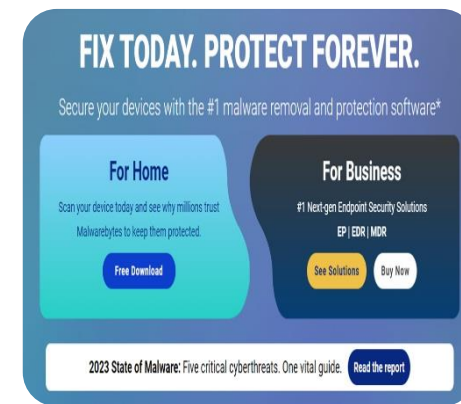 FIX TODAY. PROTECT FOREVER.
Secure your devices with the #1 malware removal and protection software*
For Home
Scan your device today and see why millions trust
Malwarebytes to keep them protected.
Free Download
For Business
#1 Next-gen Endpoint Security Solutions
EP | EDR | MDR
See Solutions
Buy Now
2023 State of Malware: Five critical cyberthreats. One vital guide.
Read the report